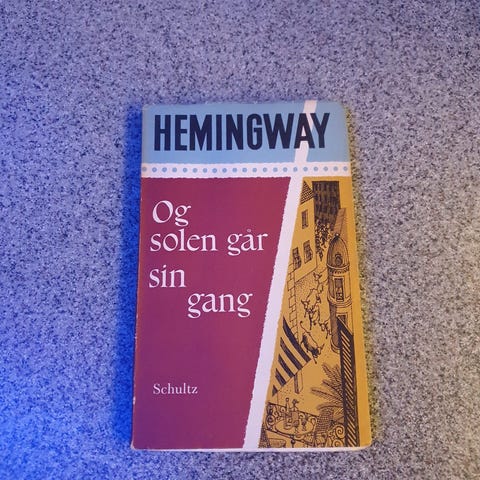 HEMINGWAY
Og
solen går
sin
gang
Schultz